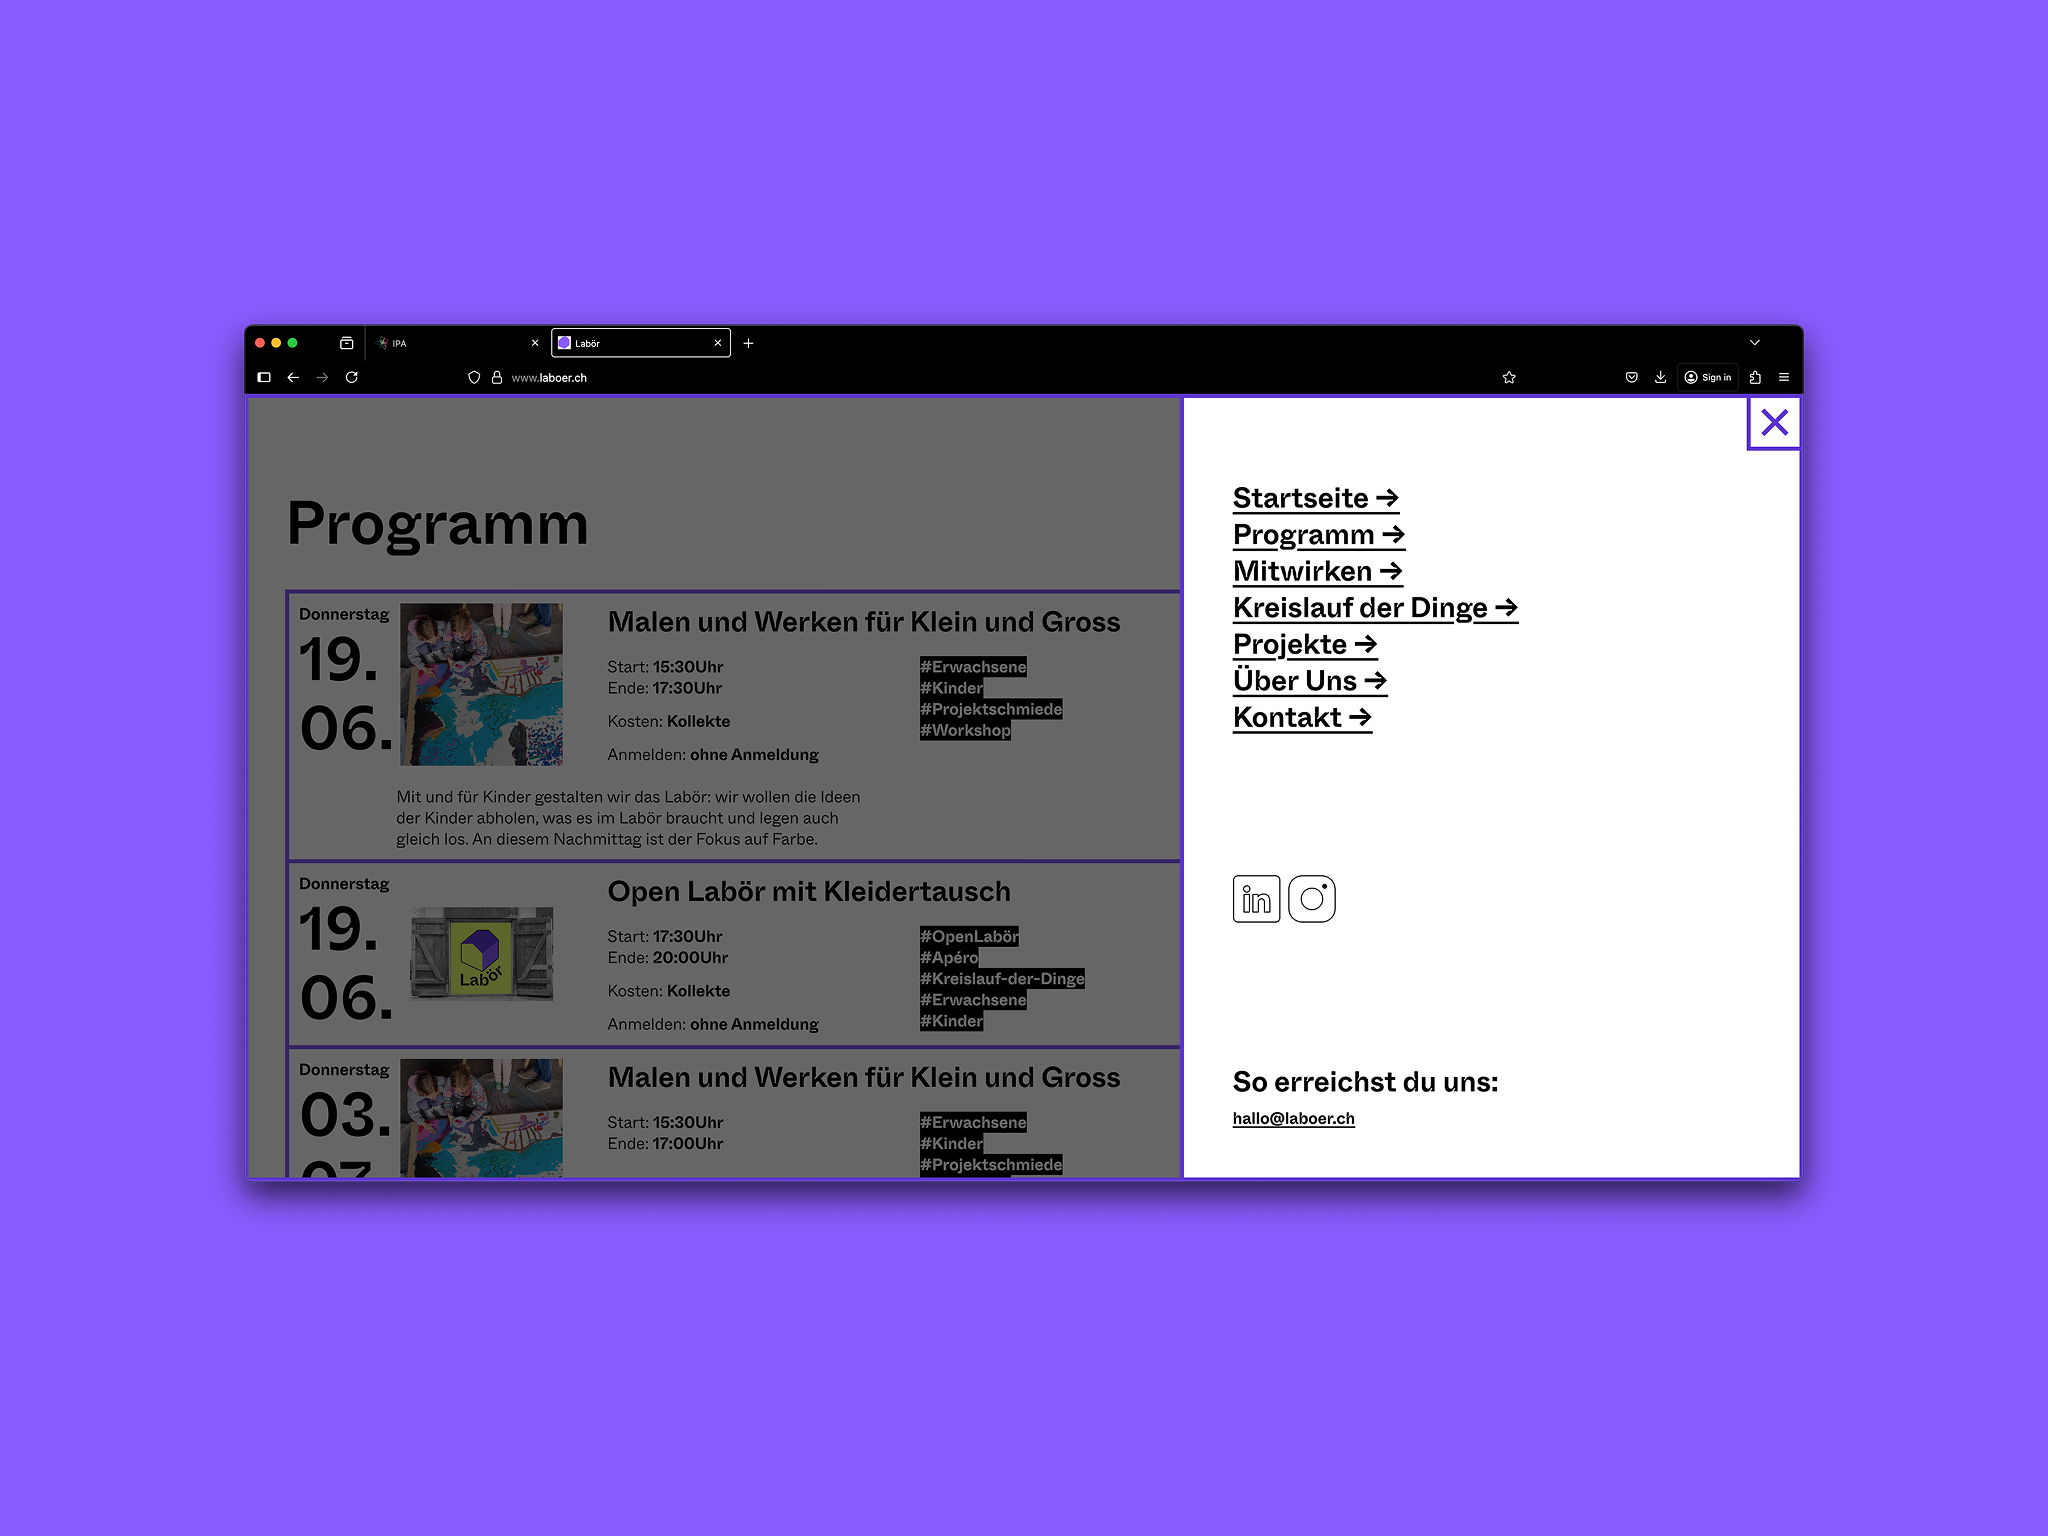 IPA
Labör
www.laboer.ch
Sign in
Programm
Donnerstag
19.
06.
Malen und Werken für Klein und Gross
Start: 15:30Uhr
Ende: 17:30Uhr
Kosten: Kollekte
Anmelden: ohne Anmeldung
#Erwachsene
#Kinder
#Projektschmiede
#Workshop
Mit und für Kinder gestalten wir das Labör: wir wollen die Ideen
der Kinder abholen, was es im Labör braucht und legen auch
gleich los. An diesem Nachmittag ist der Fokus auf Farbe.
Donnerstag
19.
06.
Labör
Open Labör mit Kleidertausch
Start: 17:30Uhr
Ende: 20:00Uhr
Kosten: Kollekte
Anmelden: ohne Anmeldung
#OpenLabör
#Apéro
#Kreislauf-der-Dinge
#Erwachsene
#Kinder
Donnerstag
03.
07.
Malen und Werken für Klein und Gross
Start: 15:30Uhr
Ende: 17:00Uhr
#Erwachsene
#Kinder
#Projektschmiede
Startseite →
Programm →
Mitwirken →
Kreislauf der Dinge →
Projekte →
Über Uns →
Kontakt →
in
So erreichst du uns:
hallo@laboer.ch